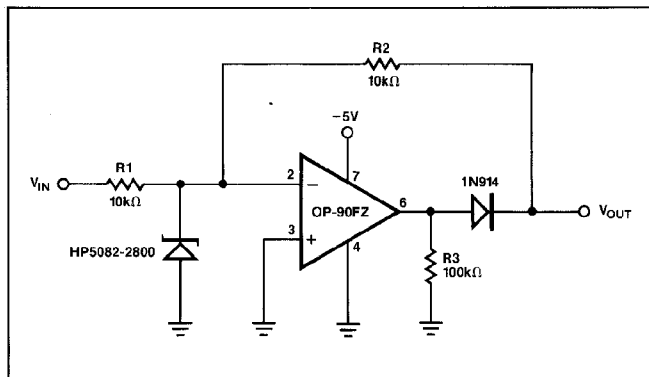 R2
10kΩ
–5V
R1
V_IN
10kΩ
2
–
7
OP-90FZ
6
1N914
V_OUT
3
+
4
HP5082-2800
R3
100kΩ